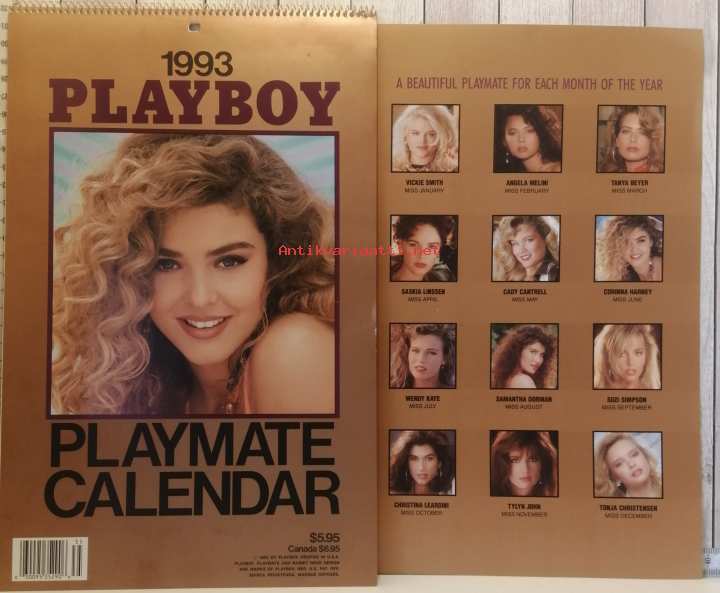 1993
PLAYBOY
PLAYMATE
CALENDAR
$5.95
Canada $6.95
A BEAUTIFUL PLAYMATE FOR EACH MONTH OF THE YEAR
VICKIE SMITH
MISS JANUARY
ANGELA MELINI
MISS FEBRUARY
TANYA BEYER
MISS MARCH
SASKIA LINSSEN
MISS APRIL
CADY CANTRELL
MISS MAY
CORINNA HARNEY
MISS JUNE
WENDY KAYE
MISS JULY
SAMANTHA DORMAN
MISS AUGUST
SUZI SIMPSON
MISS SEPTEMBER
CHRISTINA LEARDINI
MISS OCTOBER
TYLYN JOHN
MISS NOVEMBER
TONJA CHRISTENSEN
MISS DECEMBER